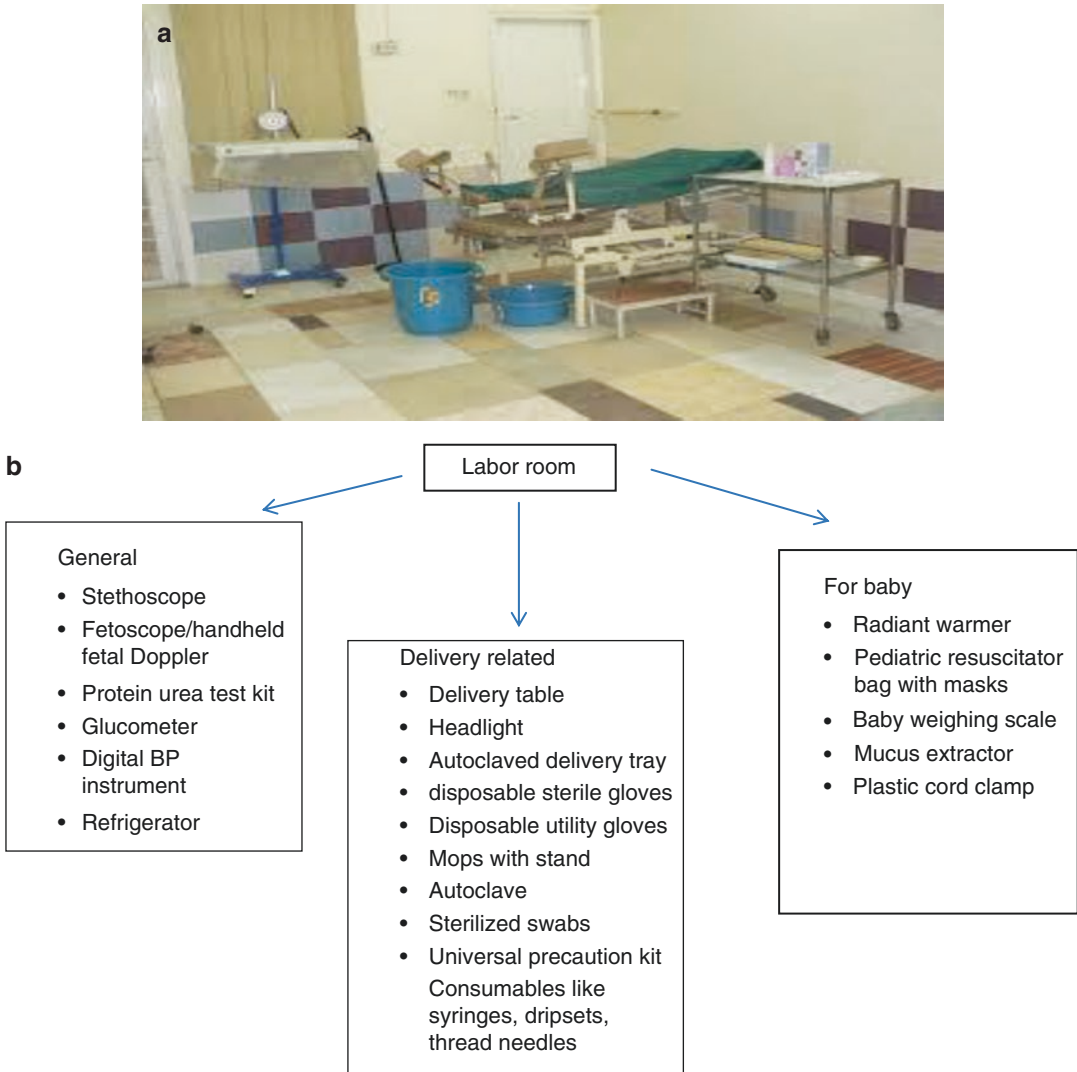 a
b
Labor room
General
• Stethoscope
• Fetoscope/handheld
fetal Doppler
• Protein urea test kit
• Glucometer
• Digital BP
instrument
• Refrigerator
Delivery related
• Delivery table
• Headlight
• Autoclaved delivery tray
• disposable sterile gloves
• Disposable utility gloves
• Mops with stand
• Autoclave
• Sterilized swabs
• Universal precaution kit
Consumables like
syringes, dripsets,
thread needles
For baby
• Radiant warmer
• Pediatric resuscitator
bag with masks
• Baby weighing scale
• Mucus extractor
• Plastic cord clamp